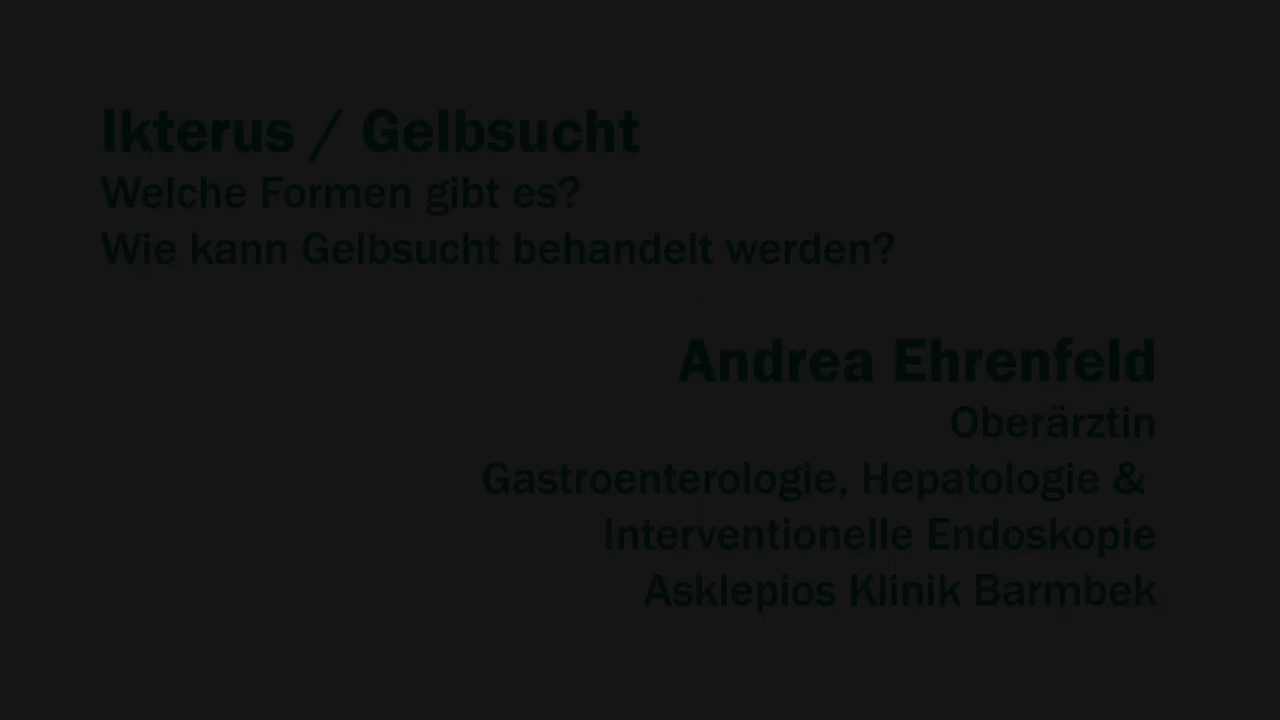 Ikterus / Gelbsucht
Welche Formen gibt es?
Wie kann Gelbsucht behandelt werden?
Andrea Ehrenfeld
Oberärztin
Gastroenterologie, Hepatologie &
Interventionelle Endoskopie
Asklepios Klinik Barmbek